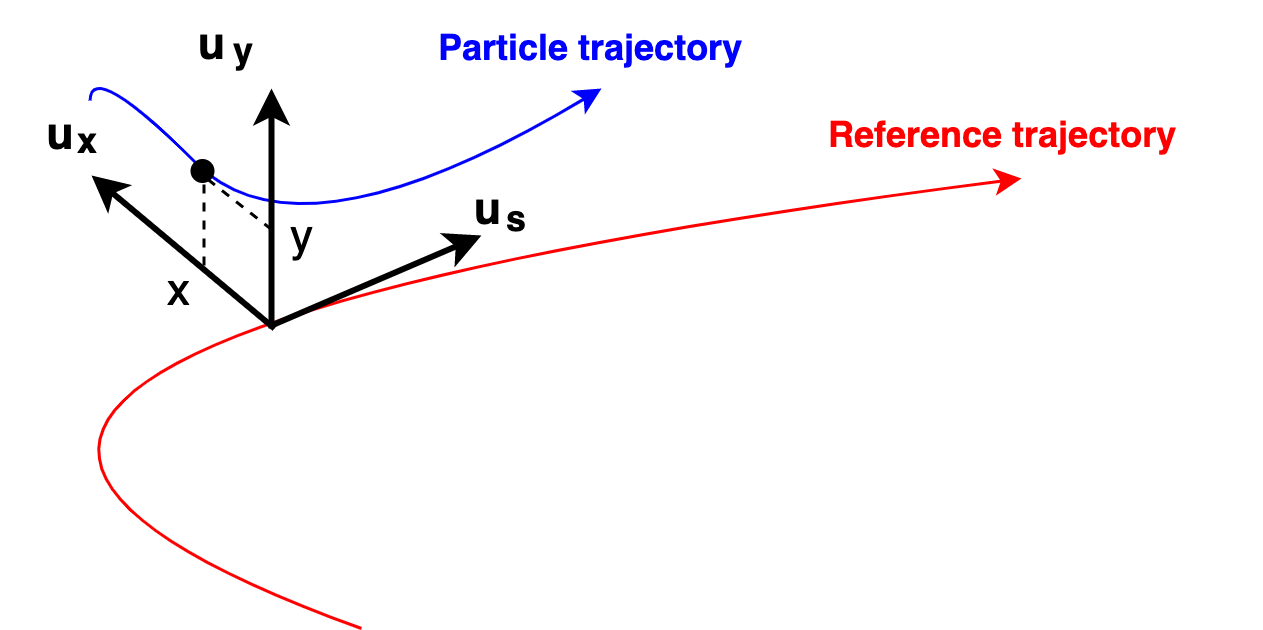 u y
Particle trajectory
u x
Reference trajectory
u s
y
x